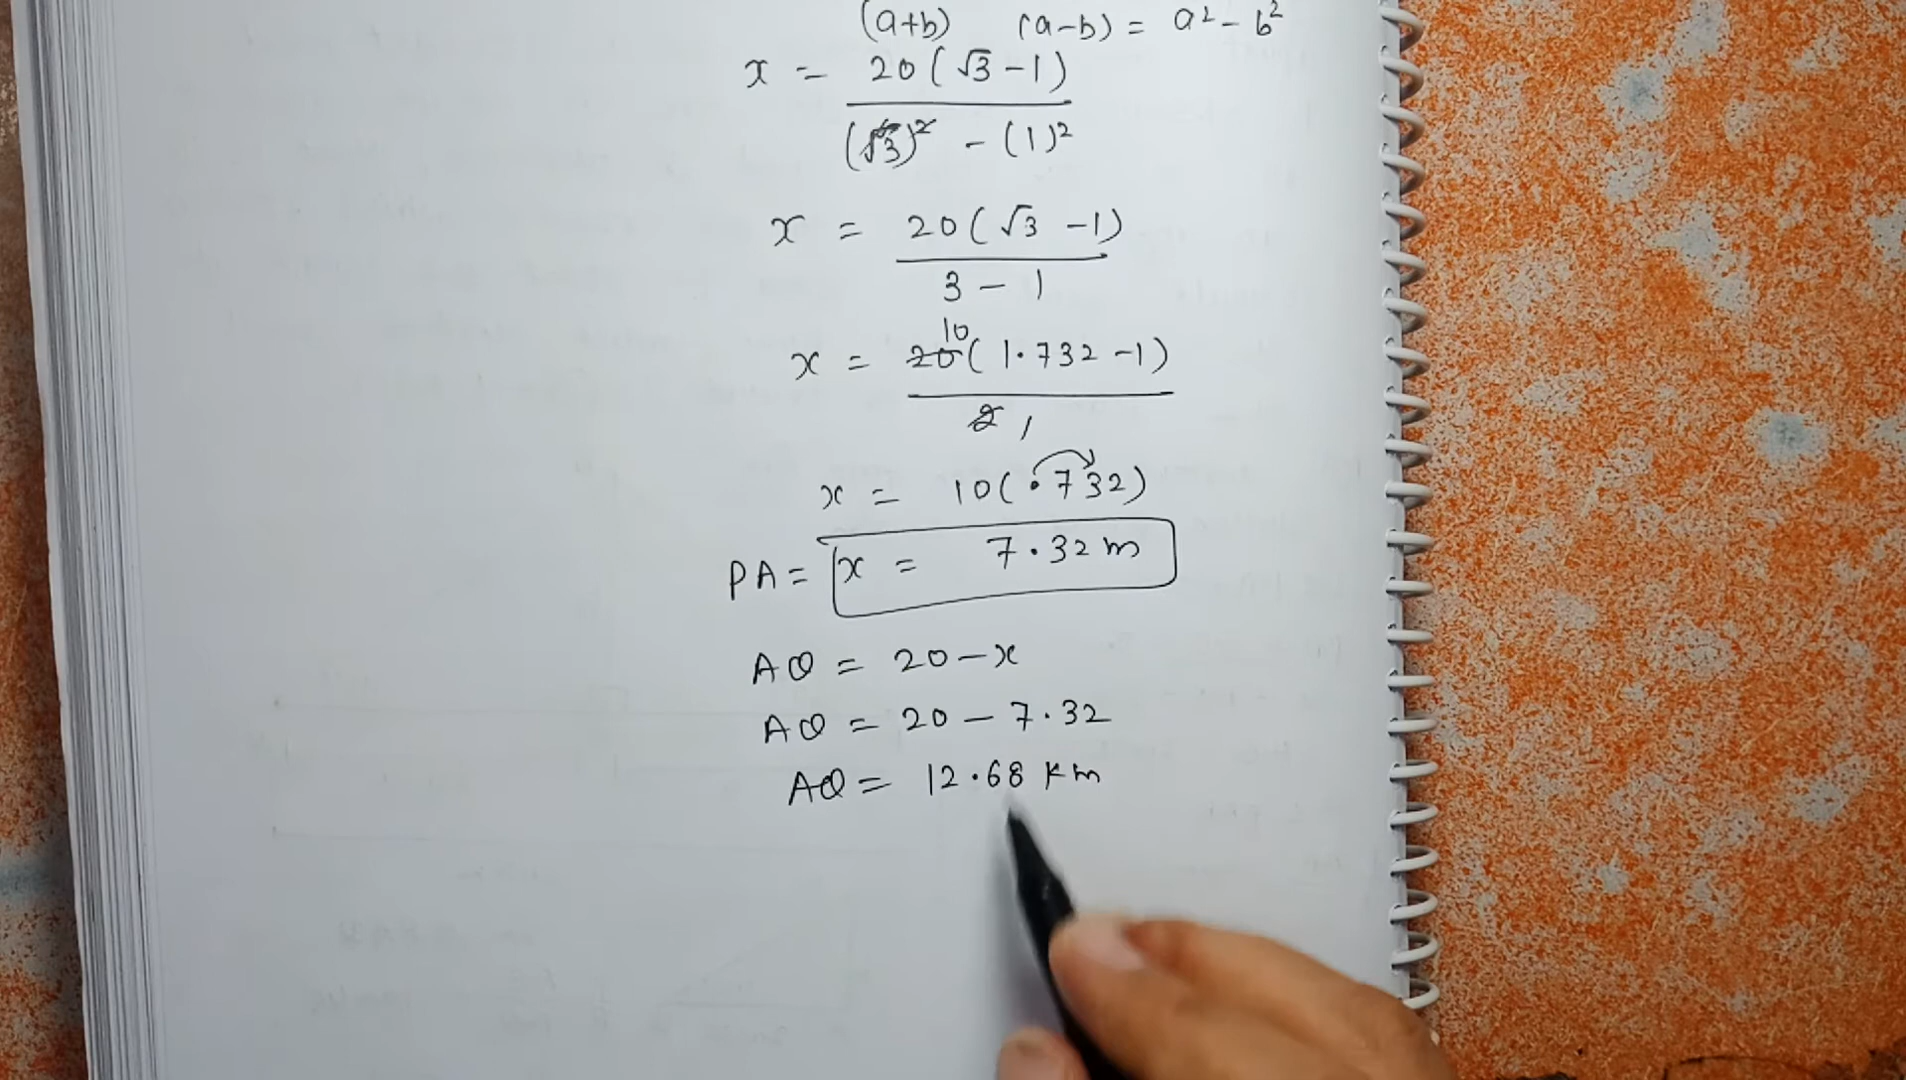 (a+b) (a-b) = a² - b²
x = 20(√3-1)
(√3)² - (1)²
x = 20(√3 -1)
3 - 1
10
x = 20(1.732-1)
2 1
x = 10(.732)
PA = x = 7.32 m
AQ = 20-x
AQ = 20 - 7.32
AQ = 12.68 km